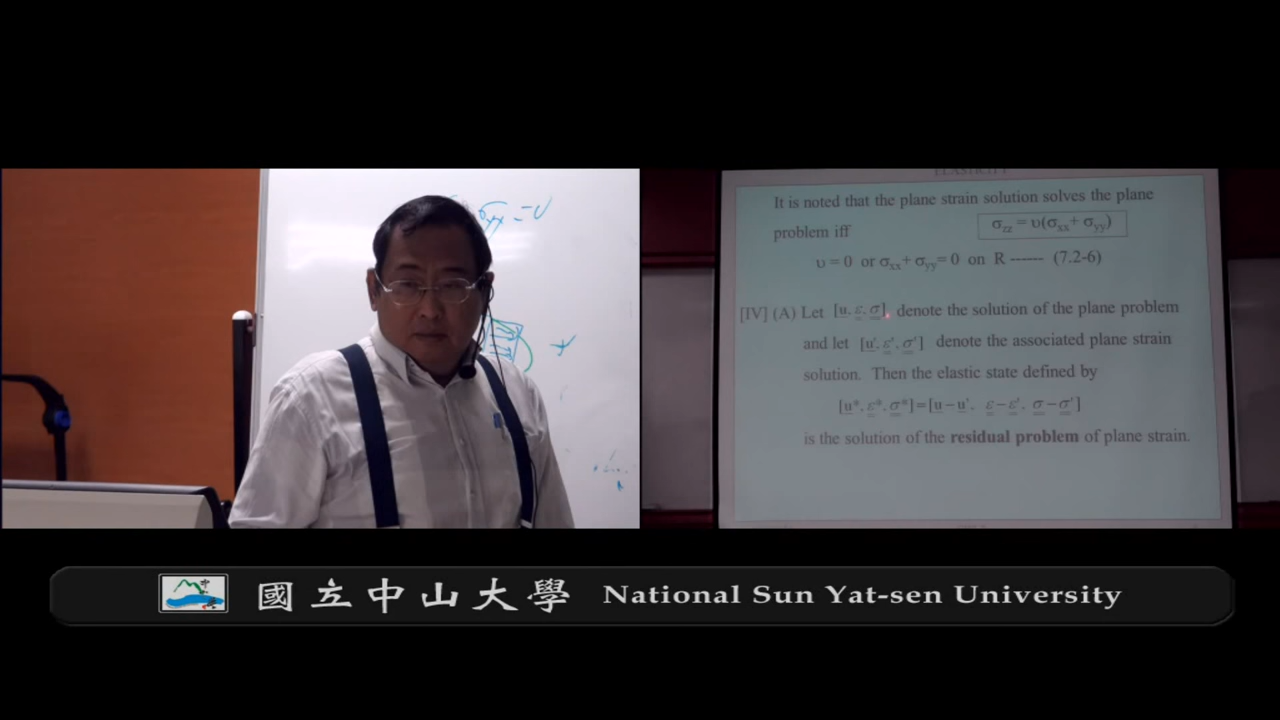 ELASTICITY
It is noted that the plane strain solution solves the plane
problem iff σzz = υ(σxx+ σyy)
υ = 0 or σxx+ σyy= 0 on R ------ (7.2-6)
[IV] (A) Let [u. ε. σ], denote the solution of the plane problem
and let [u'. ε'. σ'] denote the associated plane strain
solution. Then the elastic state defined by
[u*. ε*. σ*]=[u−u'. ε−ε'. σ−σ']
is the solution of the residual problem of plane strain.
國立中山大學 National Sun Yat-sen University